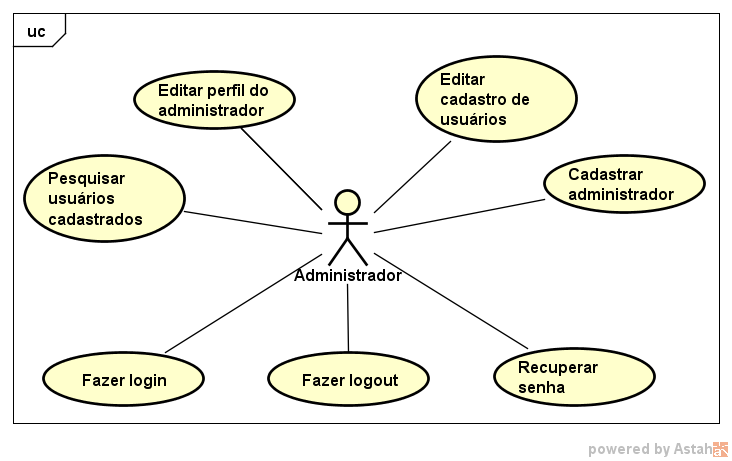 uc
Editar perfil do
administrador
Editar
cadastro de
usuários
Pesquisar
usuários
cadastrados
Cadastrar
administrador
Administrador
Fazer login
Fazer logout
Recuperar
senha
powered by Astah